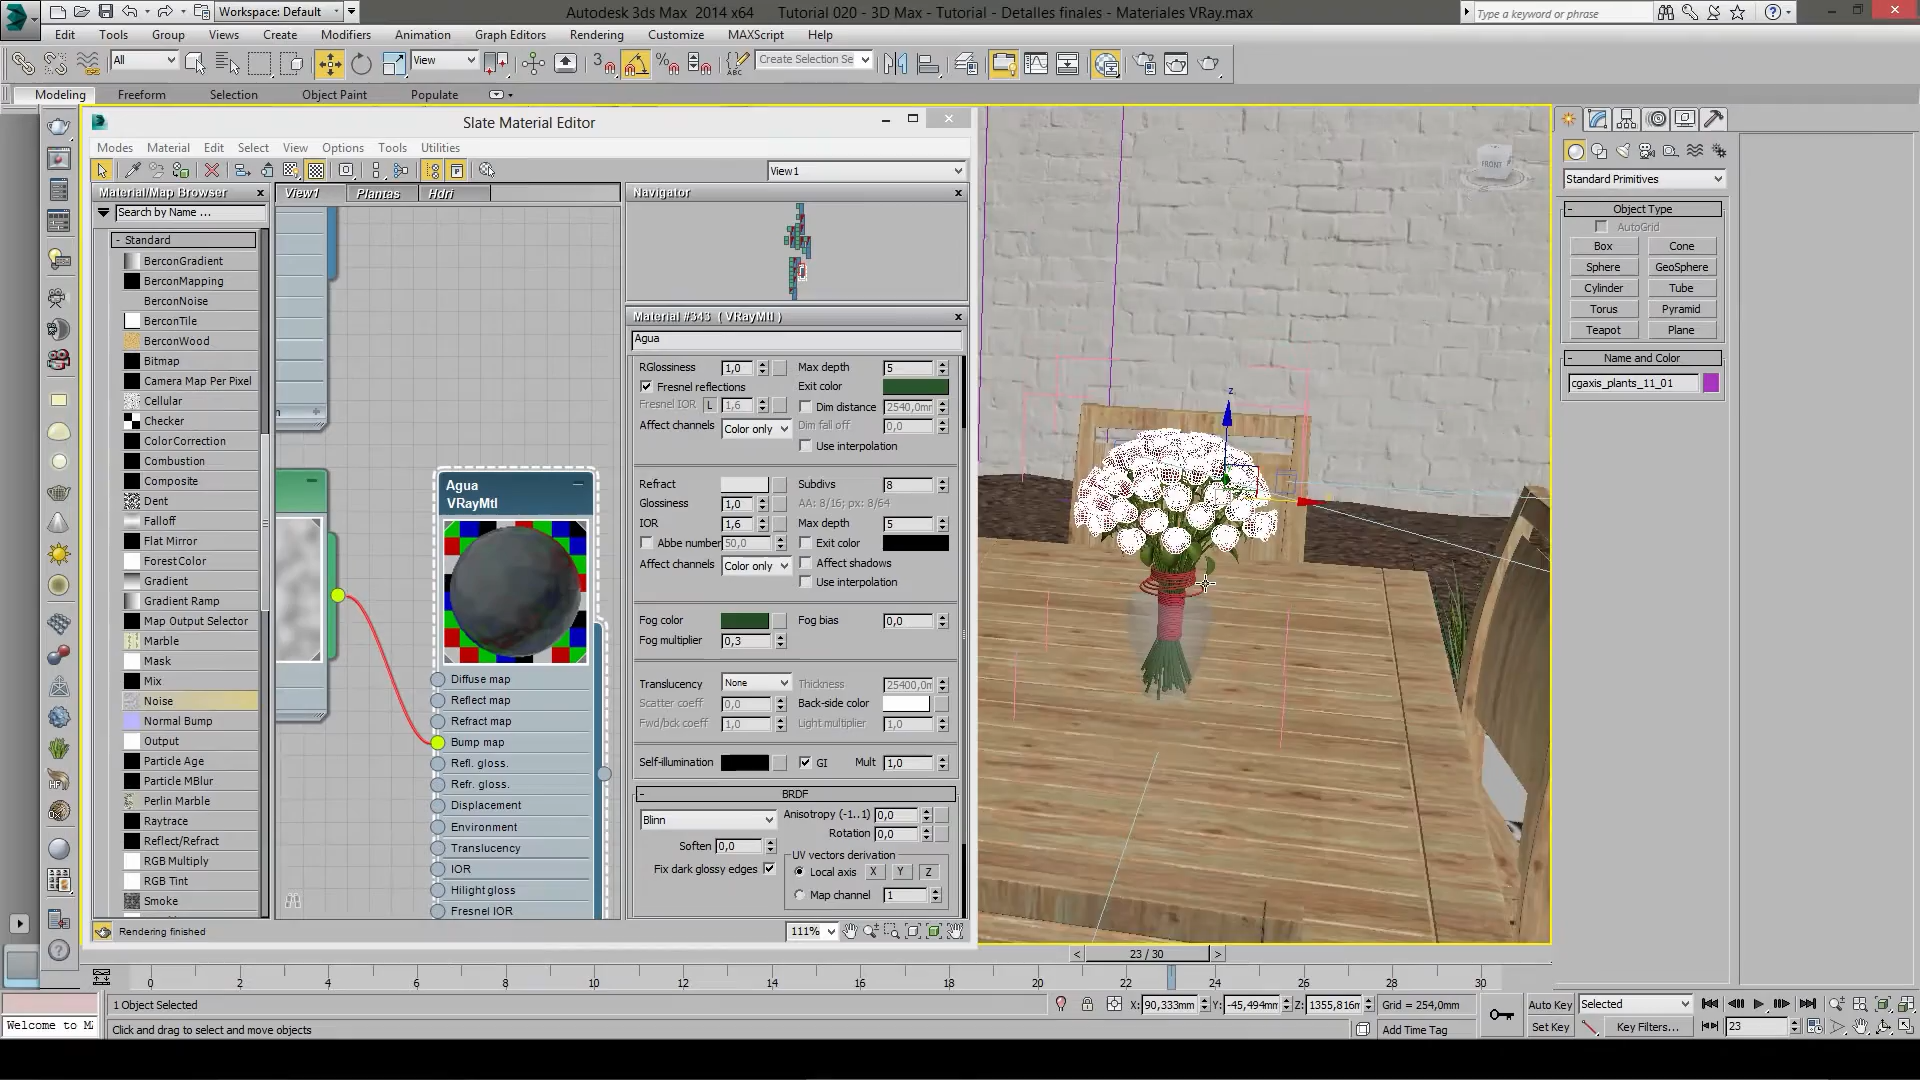 Workspace: Default
Autodesk 3ds Max 2014 x64 Tutorial 020 - 3D Max - Tutorial - Detalles finales - Materiales VRay.max
Type a keyword or phrase
Edit Tools Group Views Create Modifiers Animation Graph Editors Rendering Customize MAXScript Help
All
View
Create Selection Se
Modeling Freeform Selection Object Paint Populate
Slate Material Editor
Modes Material Edit Select View Options Tools Utilities
View1
Material/Map Browser
View1 Plantas Hdri
Navigator
Search by Name ...
- Standard
BerconGradient
BerconMapping
BerconNoise
BerconTile
BerconWood
Bitmap
Camera Map Per Pixel
Cellular
Checker
ColorCorrection
Combustion
Composite
Dent
Falloff
Flat Mirror
ForestColor
Gradient
Gradient Ramp
Map Output Selector
Marble
Mask
Mix
Noise
Normal Bump
Output
Particle Age
Particle MBlur
Perlin Marble
Raytrace
Reflect/Refract
RGB Multiply
RGB Tint
Smoke
Agua
VRayMtl
Diffuse map
Reflect map
Refract map
Bump map
Refl. gloss.
Refr. gloss.
Displacement
Environment
Translucency
IOR
Hilight gloss
Fresnel IOR
Material #343 ( VRayMtl )
Agua
RGlossiness 1,0 Max depth 5
Fresnel reflections Exit color
Fresnel IOR L 1,6 Dim distance 2540,0mr
Affect channels Color only Dim fall off 0,0
Use interpolation
Refract Subdivs 8
Glossiness 1,0 AA: 8/16; px: 8/64
IOR 1,6 Max depth 5
Abbe number 50,0 Exit color
Affect channels Color only Affect shadows
Use interpolation
Fog color Fog bias 0,0
Fog multiplier 0,3
Translucency None Thickness 25400,0m
Scatter coeff 0,0 Back-side color
Fwd/bck coeff 1,0 Light multiplier 1,0
Self-illumination GI Mult 1,0
- BRDF
Blinn Anisotropy (-1..1) 0,0
Rotation 0,0
Soften 0,0
UV vectors derivation
Fix dark glossy edges Local axis X Y Z
Map channel 1
Rendering finished
111%
FRONT
z
Standard Primitives
- Object Type
AutoGrid
Box Cone
Sphere GeoSphere
Cylinder Tube
Torus Pyramid
Teapot Plane
- Name and Color
cgaxis_plants_11_01
< 23 / 30 >
0 2 4 6 8 10 12 14 16 18 20 22 24 26 28 30
1 Object Selected
X: 90,333mm Y: -45,494mm Z: 1355,816m Grid = 254,0mm
Auto Key Selected
Welcome to M
Click and drag to select and move objects
Add Time Tag
Set Key Key Filters... 23